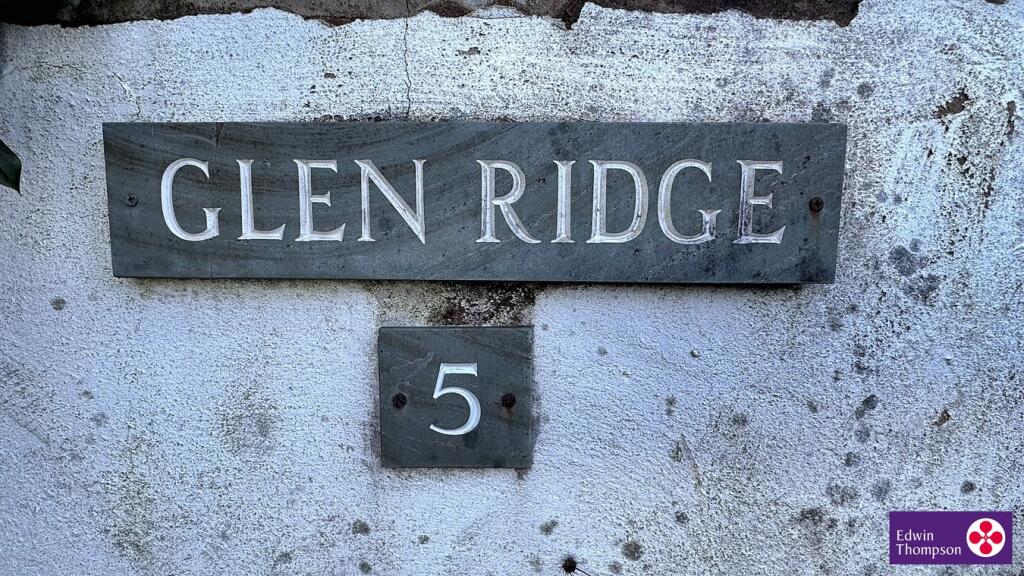 GLEN RIDGE
5
Edwin
Thompson